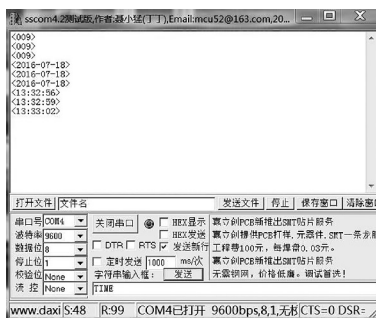 sscom4.2测试版,作者:聂小猛(丁丁),Email:mcu52@163.com,20...
<009>
<009>
<009>
<2016-07-18>
<2016-07-18>
<2016-07-18>
<13:32:56>
<13:32:59>
<13:33:02>
打开文件 文件名 发送文件 停止 保存窗口 清除窗
串口号 COM4 关闭串口 HEX显示 嘉立创PCB新推出SMT贴片服务
波特率 9600 HEX发送 嘉立创提供PCB打样.元器件.SMT一条龙服
数据位 8 DTR RTS 发送新行 工程费100元，每焊盘0.03元。
停止位 1 定时发送 1000 ms/次 嘉立创PCB新推出SMT贴片服务
校验位 None 字符串输入框: 发送 无需钢网，价格低廉。调试首选！
流 控 None TIME
www.daxi S:48 R:99 COM4已打开 9600bps,8,1,无校 CTS=0 DSR=